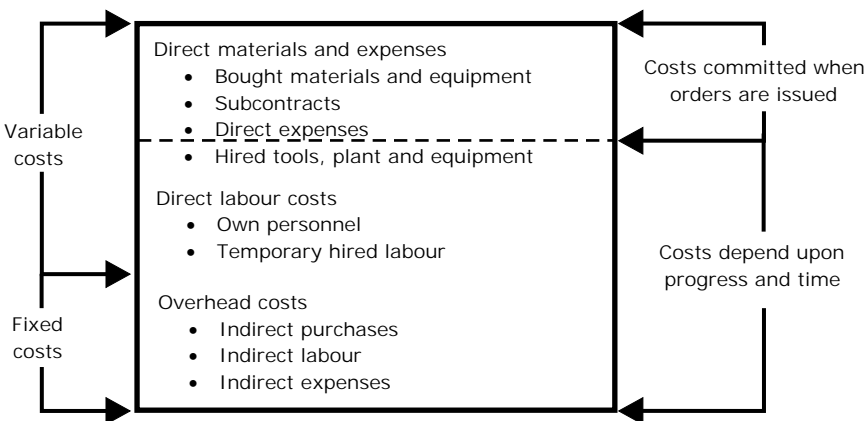 Direct materials and expenses
• Bought materials and equipment
• Subcontracts
• Direct expenses
• Hired tools, plant and equipment
Direct labour costs
• Own personnel
• Temporary hired labour
Overhead costs
• Indirect purchases
• Indirect labour
• Indirect expenses
Variable
costs
Fixed
costs
Costs committed when
orders are issued
Costs depend upon
progress and time